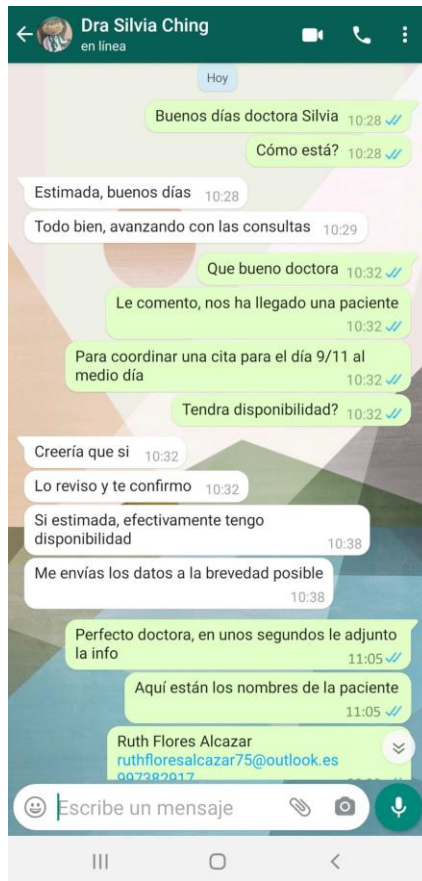 Dra Silvia Ching
en línea
Hoy
Buenos días doctora Silvia 10:28
Cómo está? 10:28
Estimada, buenos días 10:28
Todo bien, avanzando con las consultas 10:29
Que bueno doctora 10:32
Le comento, nos ha llegado una paciente
10:32
Para coordinar una cita para el día 9/11 al
medio día 10:32
Tendra disponibilidad? 10:32
Creería que si 10:32
Lo reviso y te confirmo 10:32
Si estimada, efectivamente tengo
disponibilidad 10:38
Me envías los datos a la brevedad posible
10:38
Perfecto doctora, en unos segundos le adjunto
la info 11:05
Aquí están los nombres de la paciente
11:05
Ruth Flores Alcazar
ruthfloresalcazar75@outlook.es
997382917
Escribe un mensaje